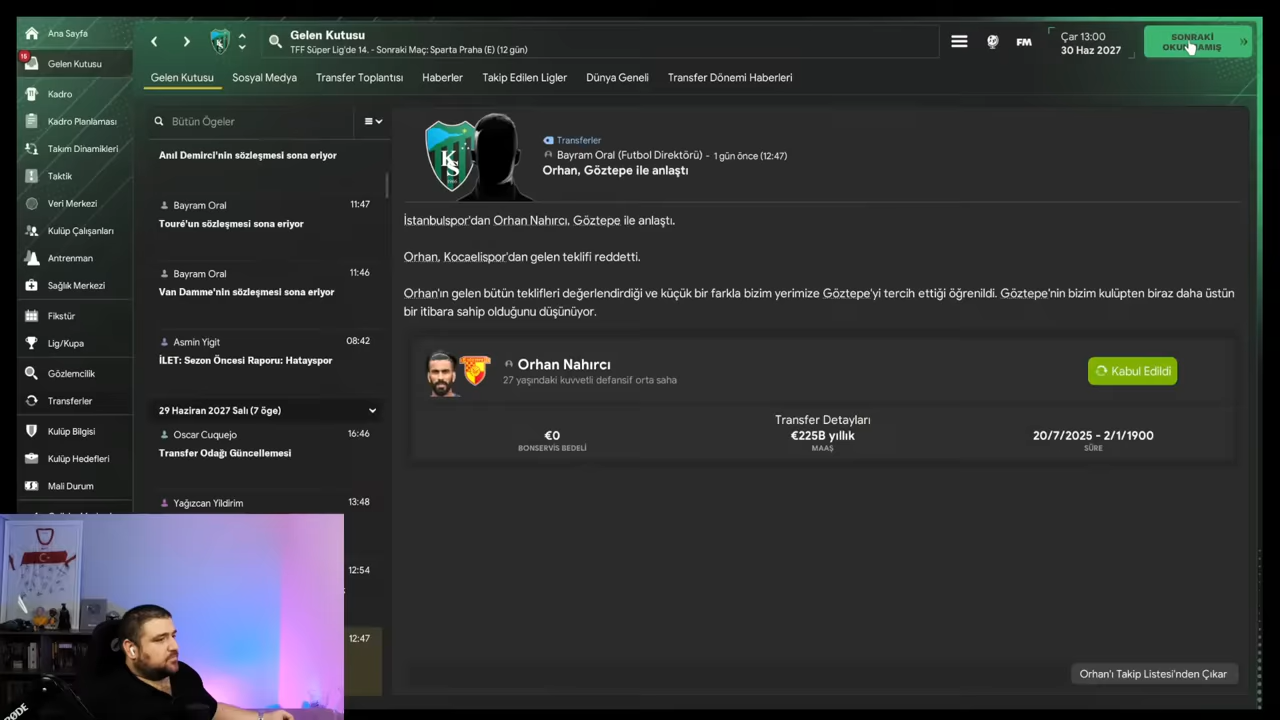 Ana Sayfa
15
Gelen Kutusu
Kadro
Kadro Planlaması
Takım Dinamikleri
Taktik
Veri Merkezi
Kulüp Çalışanları
Antrenman
Sağlık Merkezi
Fikstür
Lig/Kupa
Gözlemcilik
Transferler
Kulüp Bilgisi
Kulüp Hedefleri
Mali Durum
Gelen Kutusu
TFF Süper Lig'de 14. - Sonraki Maç: Sparta Praha (E) (12 gün)
FM
Çar 13:00
30 Haz 2027
SONRAKİ
Gelen Kutusu
Sosyal Medya
Transfer Toplantısı
Haberler
Takip Edilen Ligler
Dünya Geneli
Transfer Dönemi Haberleri
Bütün Ögeler
Anıl Demirci'nin sözleşmesi sona eriyor
Bayram Oral 11:47
Touré'un sözleşmesi sona eriyor
Bayram Oral 11:46
Van Damme'nin sözleşmesi sona eriyor
Asmin Yigit 08:42
İLET: Sezon Öncesi Raporu: Hatayspor
29 Haziran 2027 Salı (7 öge)
Oscar Cuquejo 16:46
Transfer Odağı Güncellemesi
Yağızcan Yildirim 13:48
12:54
12:47
KS
Transferler
Bayram Oral (Futbol Direktörü) - 1 gün önce (12:47)
Orhan, Göztepe ile anlaştı
İstanbulspor'dan Orhan Nahırcı, Göztepe ile anlaştı.
Orhan, Kocaelispor'dan gelen teklifi reddetti.
Orhan'ın gelen bütün teklifleri değerlendirdiği ve küçük bir farkla bizim yerimize Göztepe'yi tercih ettiği öğrenildi. Göztepe'nin bizim kulüpten biraz daha üstün
bir itibara sahip olduğunu düşünüyor.
Orhan Nahırcı
27 yaşındaki kuvvetli defansif orta saha
Kabul Edildi
Transfer Detayları
€0
BONSERVİS BEDELİ
€225B yıllık
MAAŞ
20/7/2025 - 2/1/1900
SÜRE
Orhan'ı Takip Listesi'nden Çıkar
RODE